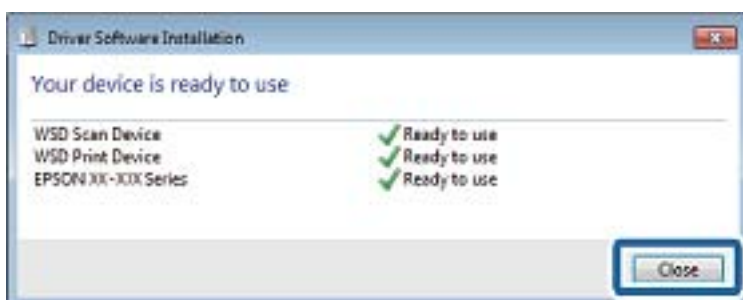 Driver Software Installation
Your device is ready to use
WSD Scan Device Ready to use
WSD Print Device Ready to use
EPSON XX-XXX Series Ready to use
Close